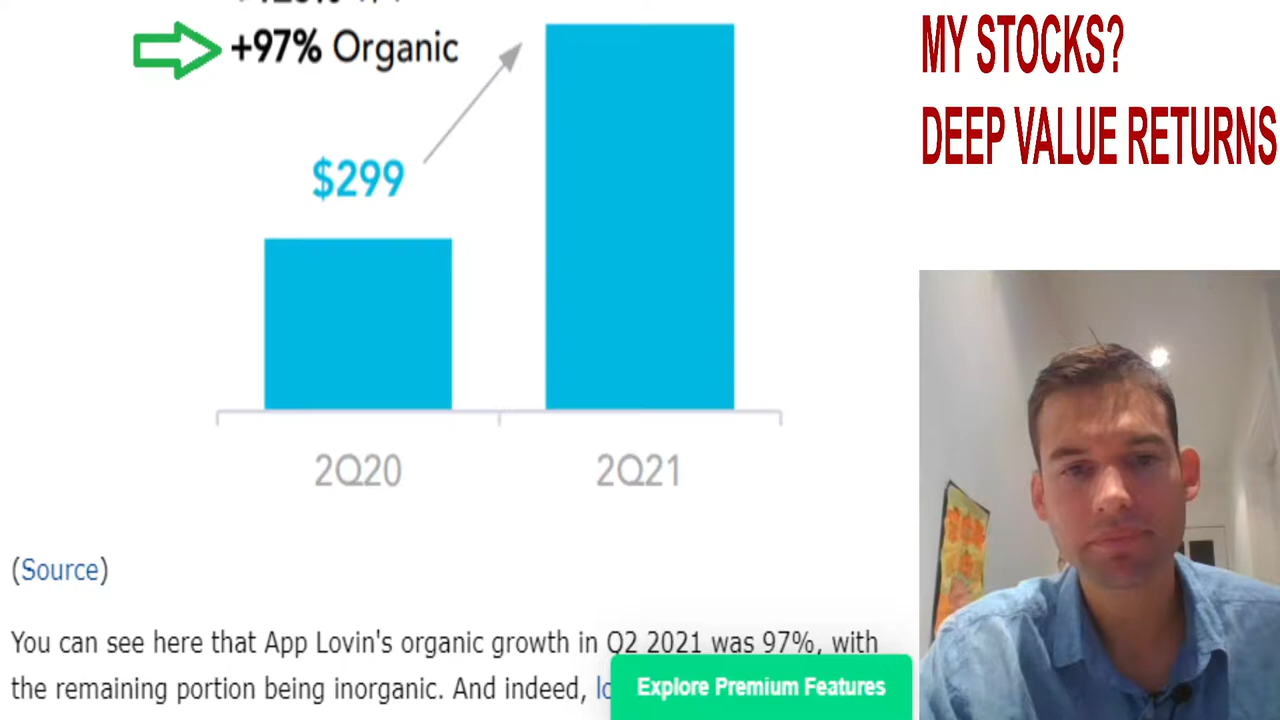 +97% Organic
$299
2Q20 2Q21
(Source)
You can see here that App Lovin's organic growth in Q2 2021 was 97%, with
the remaining portion being inorganic. And indeed,
Explore Premium Features
MY STOCKS?
DEEP VALUE RETURNS